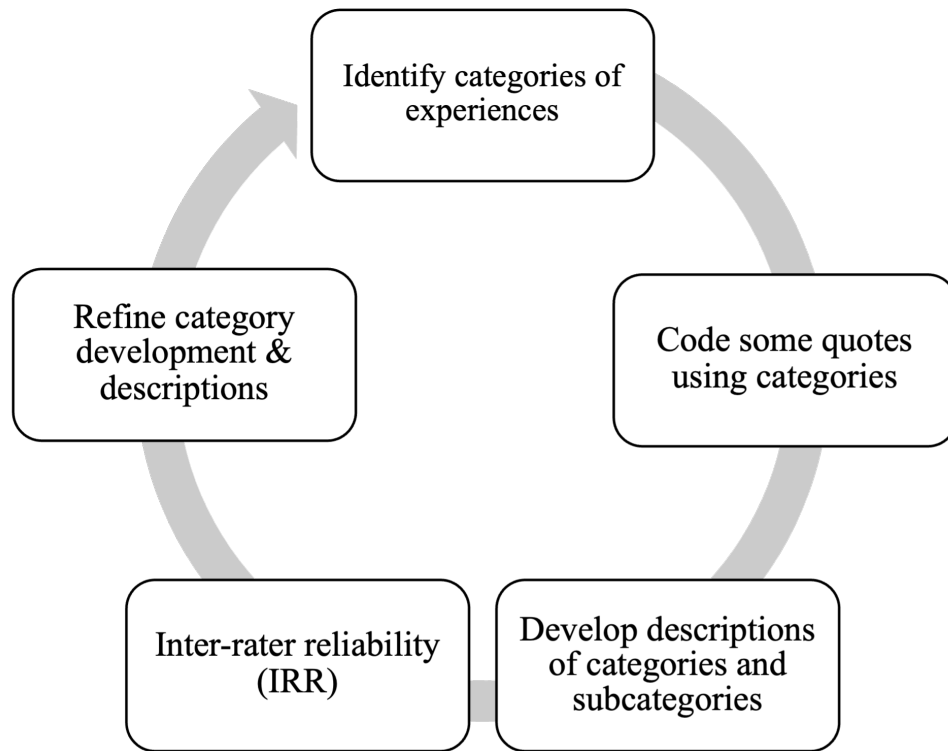 Identify categories of
experiences
Code some quotes
using categories
Develop descriptions
of categories and
subcategories
Inter-rater reliability
(IRR)
Refine category
development &
descriptions